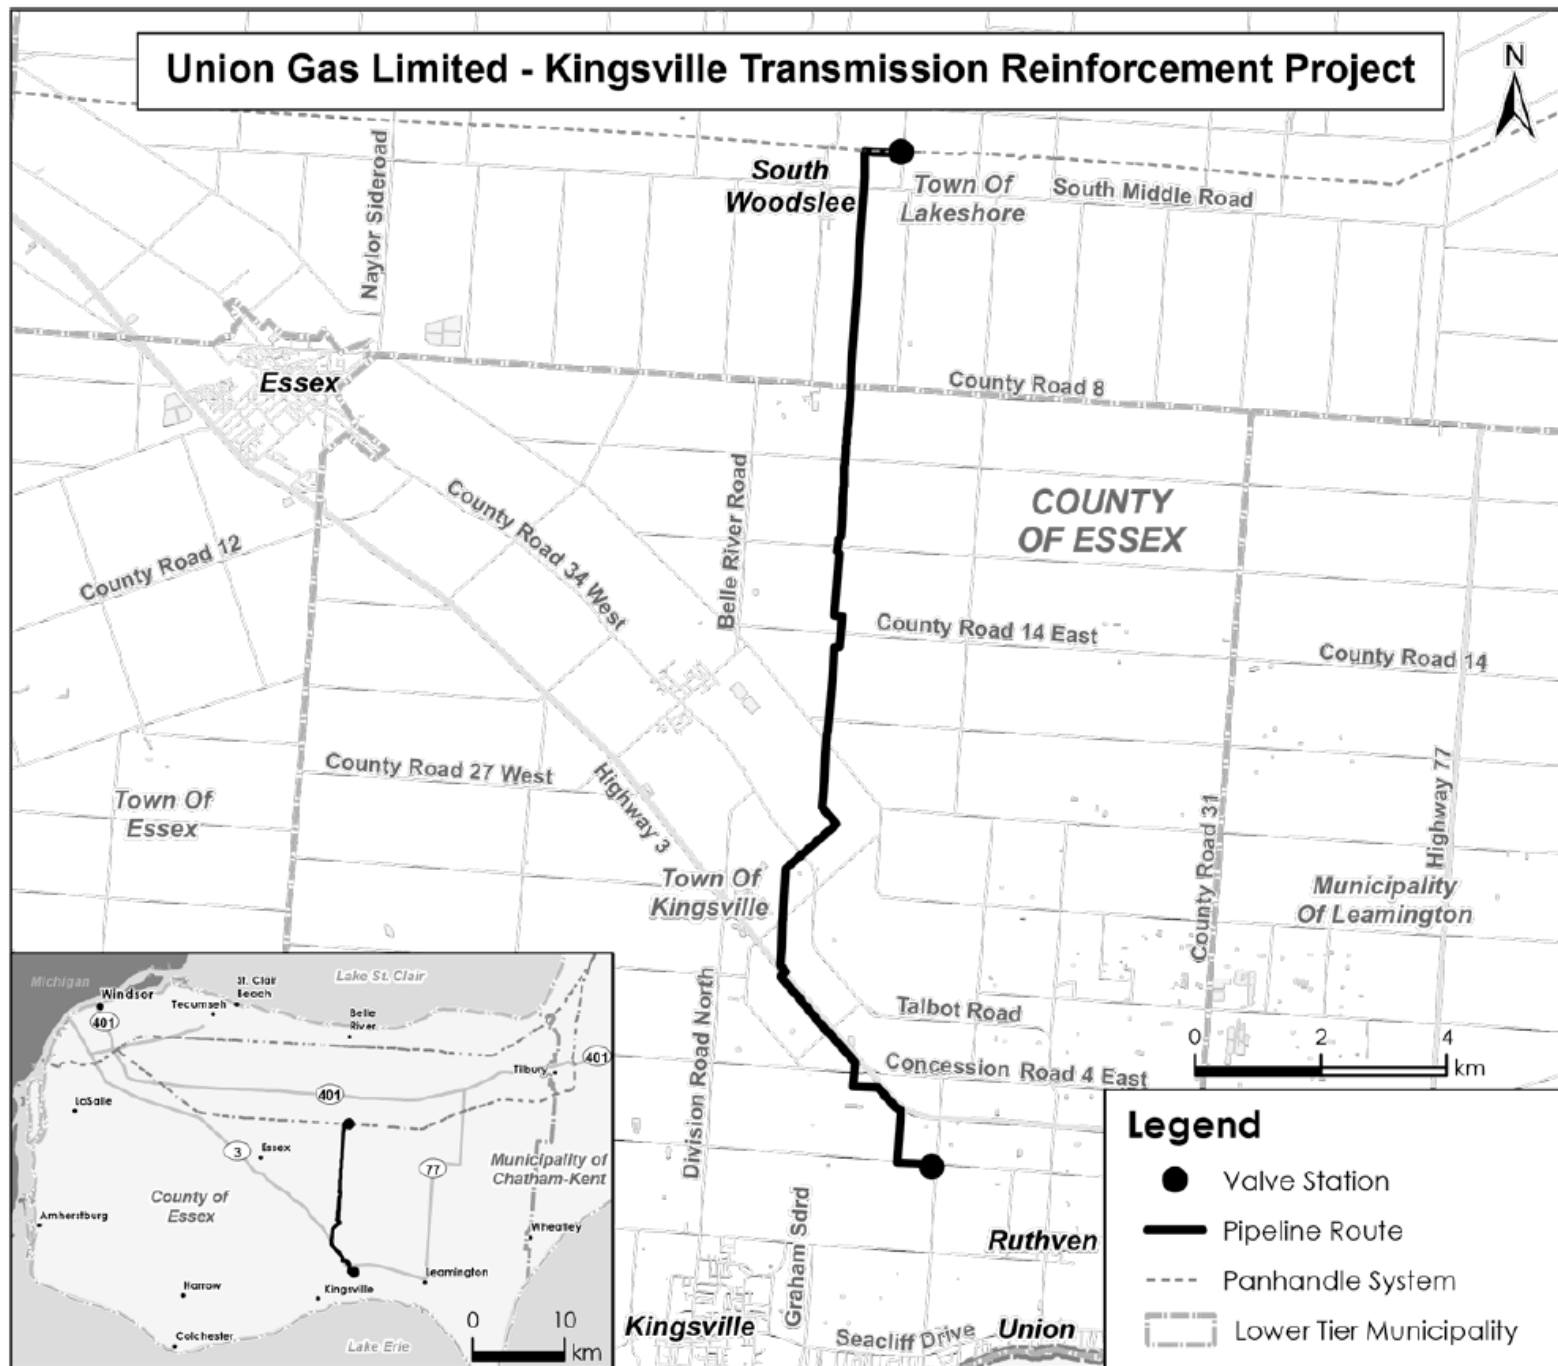 Union Gas Limited - Kingsville Transmission Reinforcement Project
N
Naylor Sideroad
South
Woodslee
Town Of
Lakeshore
South Middle Road
Essex
County Road 8
COUNTY
OF ESSEX
County Road 12
County Road 34 West
Belle River Road
County Road 14 East
County Road 14
County Road 27 West
Highway 3
Town Of
Essex
Town Of
Kingsville
County Road 31
Highway 77
Municipality
Of Leamington
Division Road North
Talbot Road
Concession Road 4 East
0 2 4
km
Graham Sdrd
Ruthven
Kingsville
Seacliff Drive
Union
Michigan
Windsor
401
Tecumseh
St. Clair
Beach
Lake St. Clair
Belle
River
Tilbury
401
LaSalle
401
3
Essex
77
Municipality of
Chatham-Kent
County of
Essex
Amherstburg
Wheatley
Harrow
Kingsville
Leamington
Colchester
Lake Erie
0 10
km
Legend
Valve Station
Pipeline Route
Panhandle System
Lower Tier Municipality